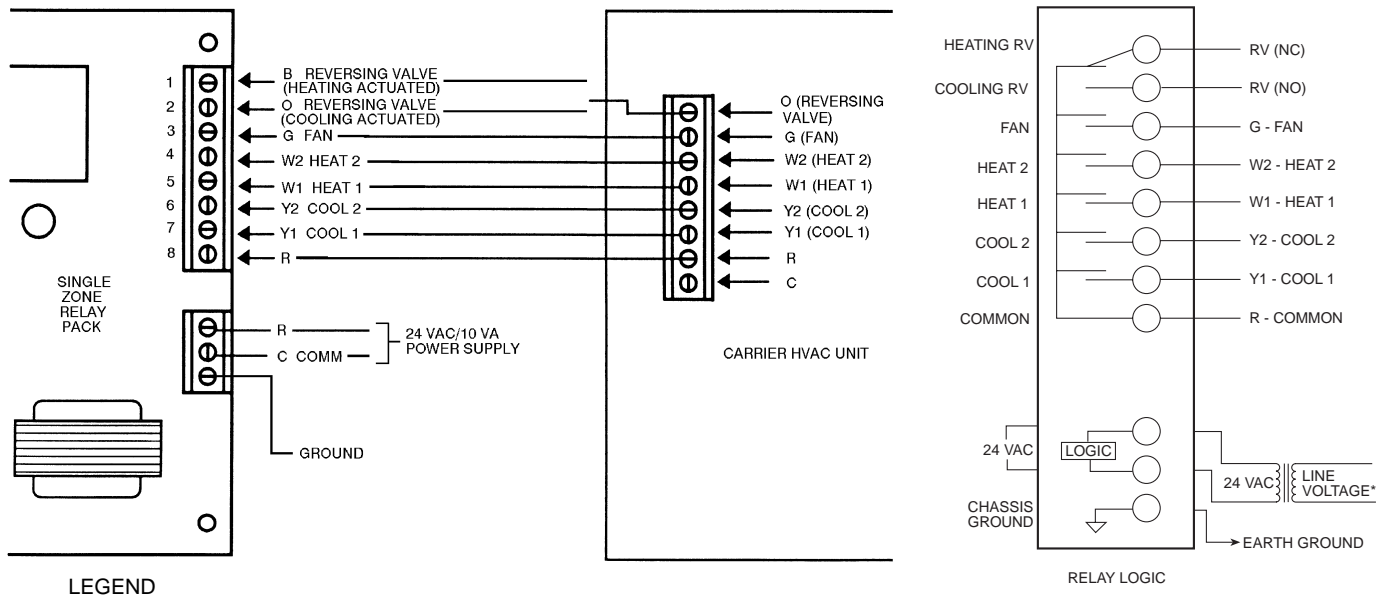 1
2
3
4
5
6
7
8
B REVERSING VALVE
(HEATING ACTUATED)
O REVERSING VALVE
(COOLING ACTUATED)
G FAN
W2 HEAT 2
W1 HEAT 1
Y2 COOL 2
Y1 COOL 1
R
SINGLE
ZONE
RELAY
PACK
R
C COMM
24 VAC/10 VA
POWER SUPPLY
GROUND
LEGEND
O (REVERSING
VALVE)
G (FAN)
W2 (HEAT 2)
W1 (HEAT 1)
Y2 (COOL 2)
Y1 (COOL 1)
R
C
CARRIER HVAC UNIT
HEATING RV
COOLING RV
FAN
HEAT 2
HEAT 1
COOL 2
COOL 1
COMMON
RV (NC)
RV (NO)
G - FAN
W2 - HEAT 2
W1 - HEAT 1
Y2 - COOL 2
Y1 - COOL 1
R - COMMON
24 VAC
LOGIC
CHASSIS
GROUND
24 VAC
LINE
VOLTAGE*
EARTH GROUND
RELAY LOGIC